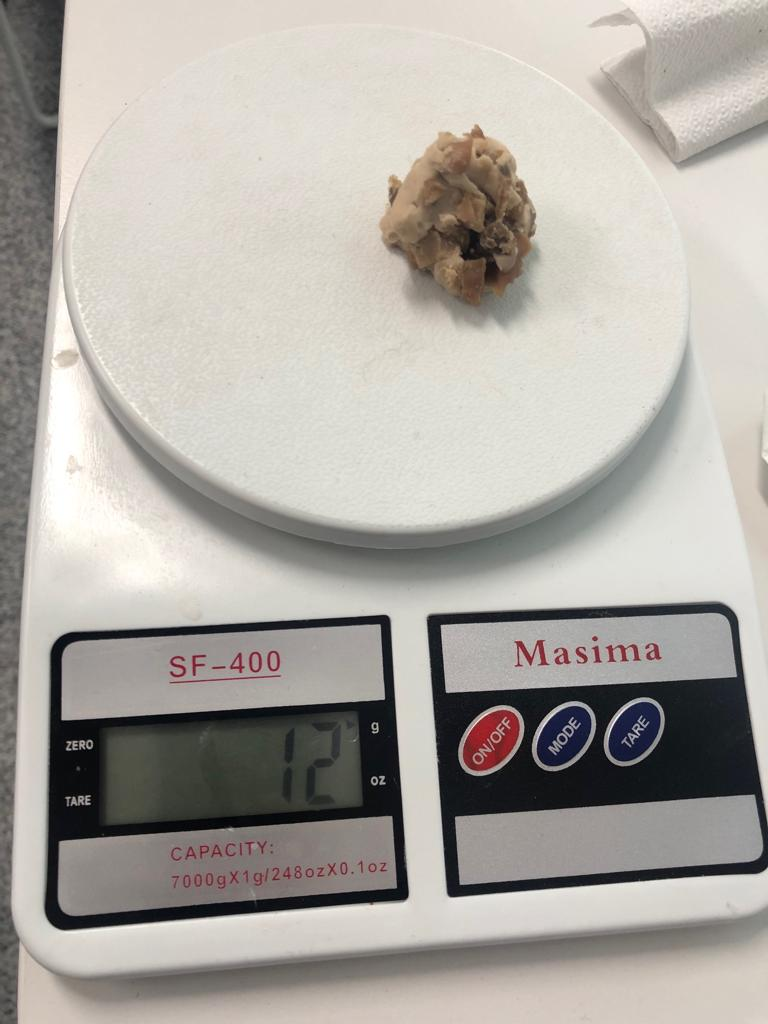 SF-400
ZERO
TARE
12
g
oz
CAPACITY:
7000gX1g/248ozX0.1oz
Masima
ON/OFF
MODE
TARE